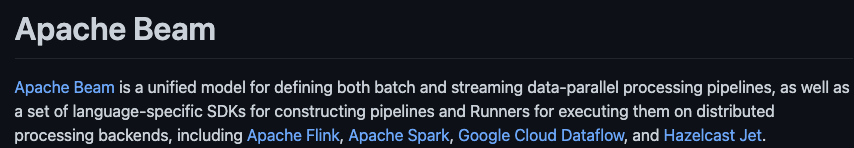 Apache Beam
Apache Beam is a unified model for defining both batch and streaming data-parallel processing pipelines, as well as
a set of language-specific SDKs for constructing pipelines and Runners for executing them on distributed
processing backends, including Apache Flink, Apache Spark, Google Cloud Dataflow, and Hazelcast Jet.